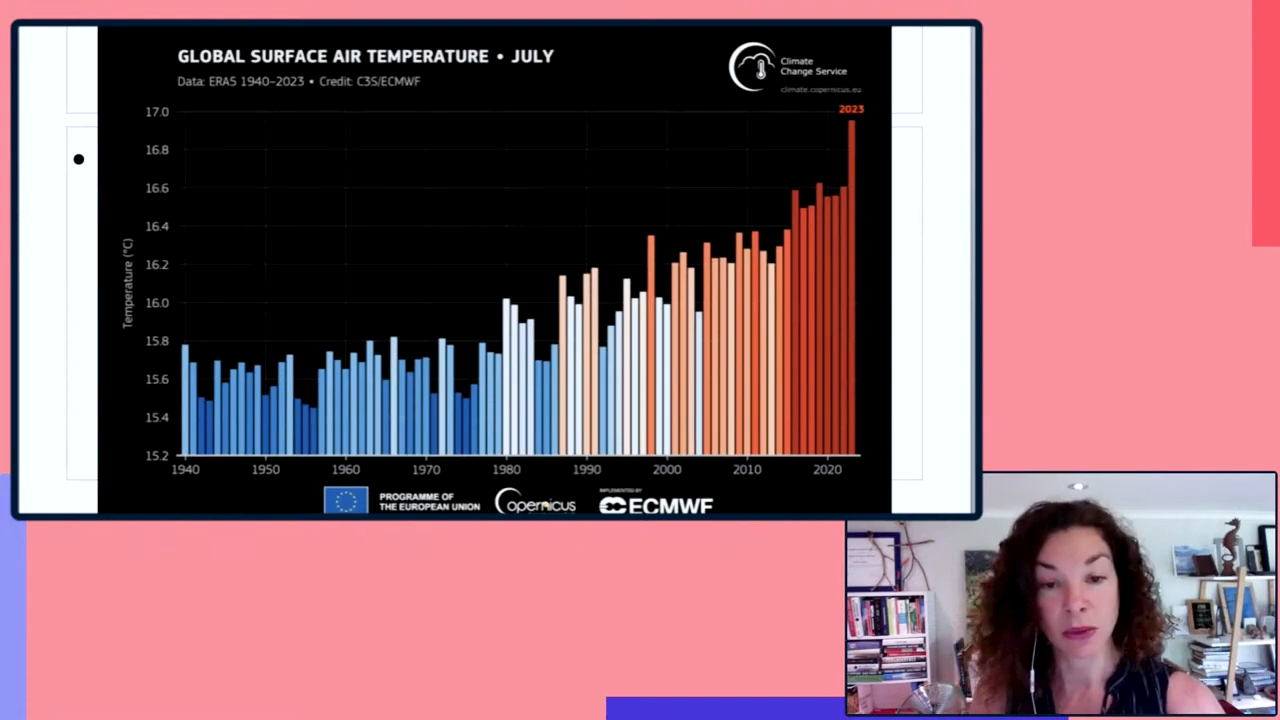 GLOBAL SURFACE AIR TEMPERATURE • JULY
Data: ERA5 1940–2023 • Credit: C3S/ECMWF
Climate
Change Service
climate.copernicus.eu
2023
17.0
16.8
16.6
16.4
16.2
16.0
15.8
15.6
15.4
15.2
Temperature (°C)
1940
1950
1960
1970
1980
1990
2000
2010
2020
PROGRAMME OF
THE EUROPEAN UNION
Copernicus
IMPLEMENTED BY
ECMWF